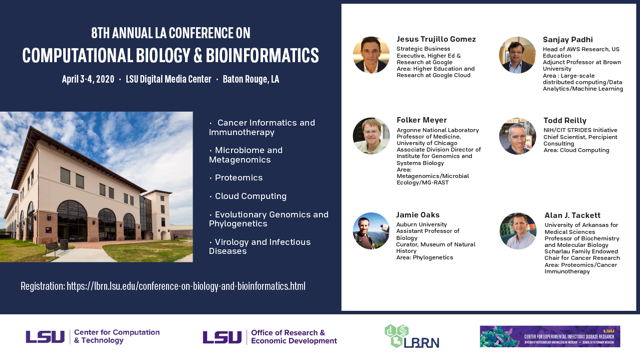 8TH ANNUAL LA CONFERENCE ON
COMPUTATIONAL BIOLOGY & BIOINFORMATICS
April 3-4, 2020 · LSU Digital Media Center · Baton Rouge, LA
· Cancer Informatics and
Immunotherapy
· Microbiome and
Metagenomics
· Proteomics
· Cloud Computing
· Evolutionary Genomics and
Phylogenetics
· Virology and Infectious
Diseases
Registration: https://lbrn.lsu.edu/conference-on-biology-and-bioinformatics.html
Jesus Trujillo Gomez
Strategic Business
Executive, Higher Ed &
Research at Google
Area: Higher Education and
Research at Google Cloud
Sanjay Padhi
Head of AWS Research, US
Education
Adjunct Professor at Brown
University
Area : Large-scale
distributed computing/Data
Analytics/Machine Learning
Folker Meyer
Argonne National Laboratory
Professor of Medicine,
University of Chicago
Associate Division Director of
Institute for Genomics and
Systems Biology
Area:
Metagenomics/Microbial
Ecology/MG-RAST
Todd Reilly
NIH/CIT STRIDES Initiative
Chief Scientist, Percipient
Consulting
Area: Cloud Computing
Jamie Oaks
Auburn University
Assistant Professor of
Biology
Curator, Museum of Natural
History
Area: Phylogenetics
Alan J. Tackett
University of Arkansas for
Medical Sciences
Professor of Biochemistry
and Molecular Biology
Scharlau Family Endowed
Chair for Cancer Research
Area: Proteomics/Cancer
Immunotherapy
LSU Center for Computation
& Technology
LSU Office of Research &
Economic Development
LBRN
LSU
CENTER FOR EXPERIMENTAL INFECTIOUS DISEASE RESEARCH